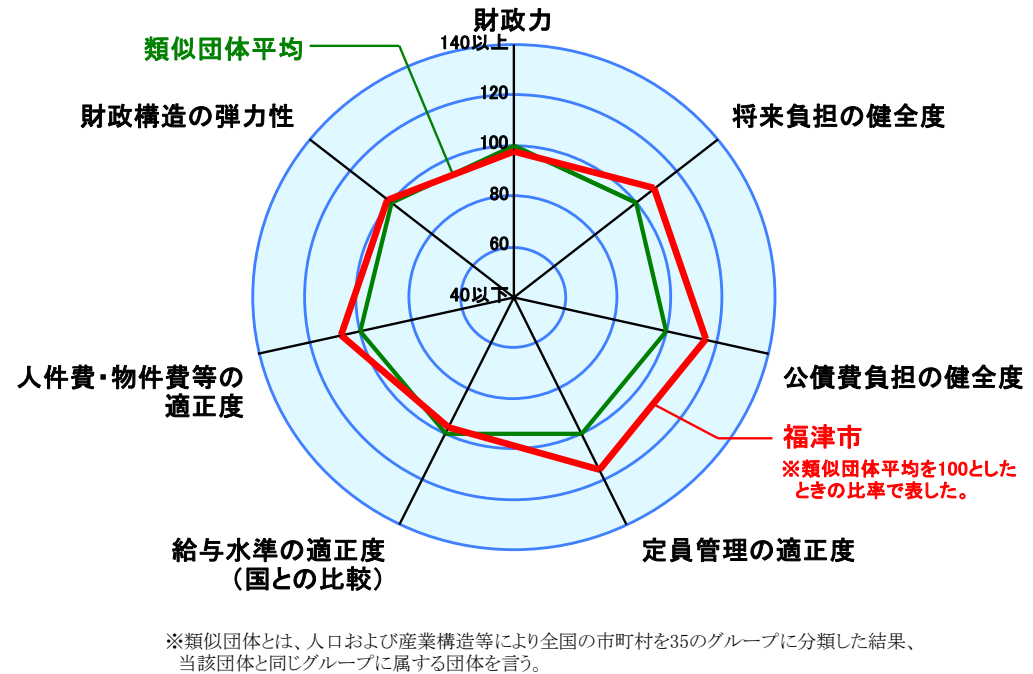 財政力
140以上
類似団体平均
120
財政構造の弾力性
将来負担の健全度
100
80
60
40以下
人件費・物件費等の
適正度
公債費負担の健全度
福津市
※類似団体平均を100とした
ときの比率で表した。
給与水準の適正度
（国との比較）
定員管理の適正度
※類似団体とは、人口および産業構造等により全国の市町村を35のグループに分類した結果、
当該団体と同じグループに属する団体を言う。